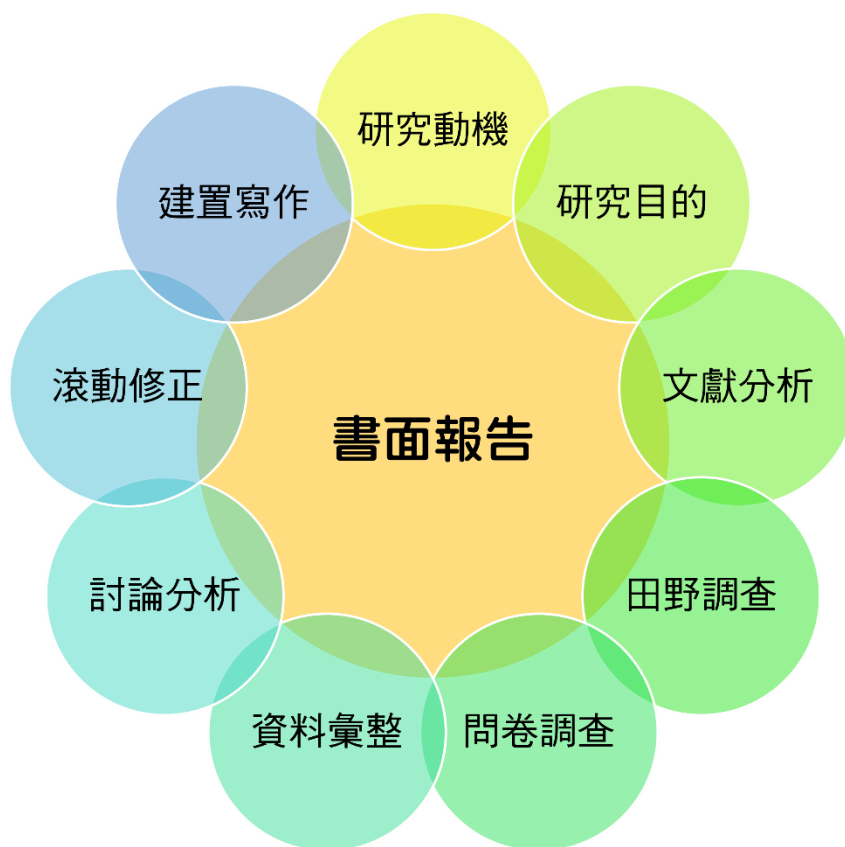 研究動機
研究目的
文獻分析
田野調查
問卷調查
資料彙整
討論分析
滾動修正
建置寫作
書面報告